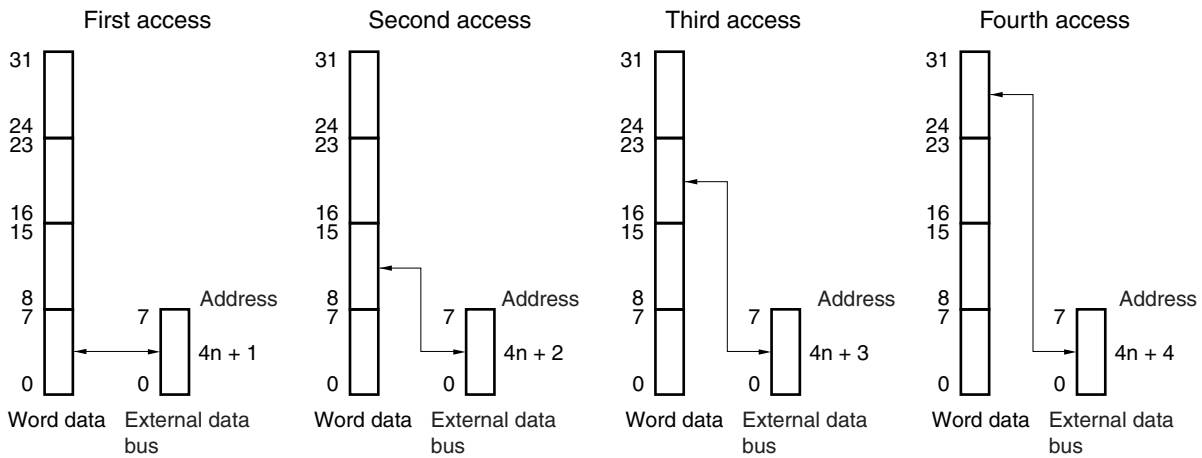 First access
31
24
23
16
15
8
7
0
Word data
7
0
Address
4n + 1
External data
bus
Second access
31
24
23
16
15
8
7
0
Word data
7
0
Address
4n + 2
External data
bus
Third access
31
24
23
16
15
8
7
0
Word data
7
0
Address
4n + 3
External data
bus
Fourth access
31
24
23
16
15
8
7
0
Word data
7
0
Address
4n + 4
External data
bus